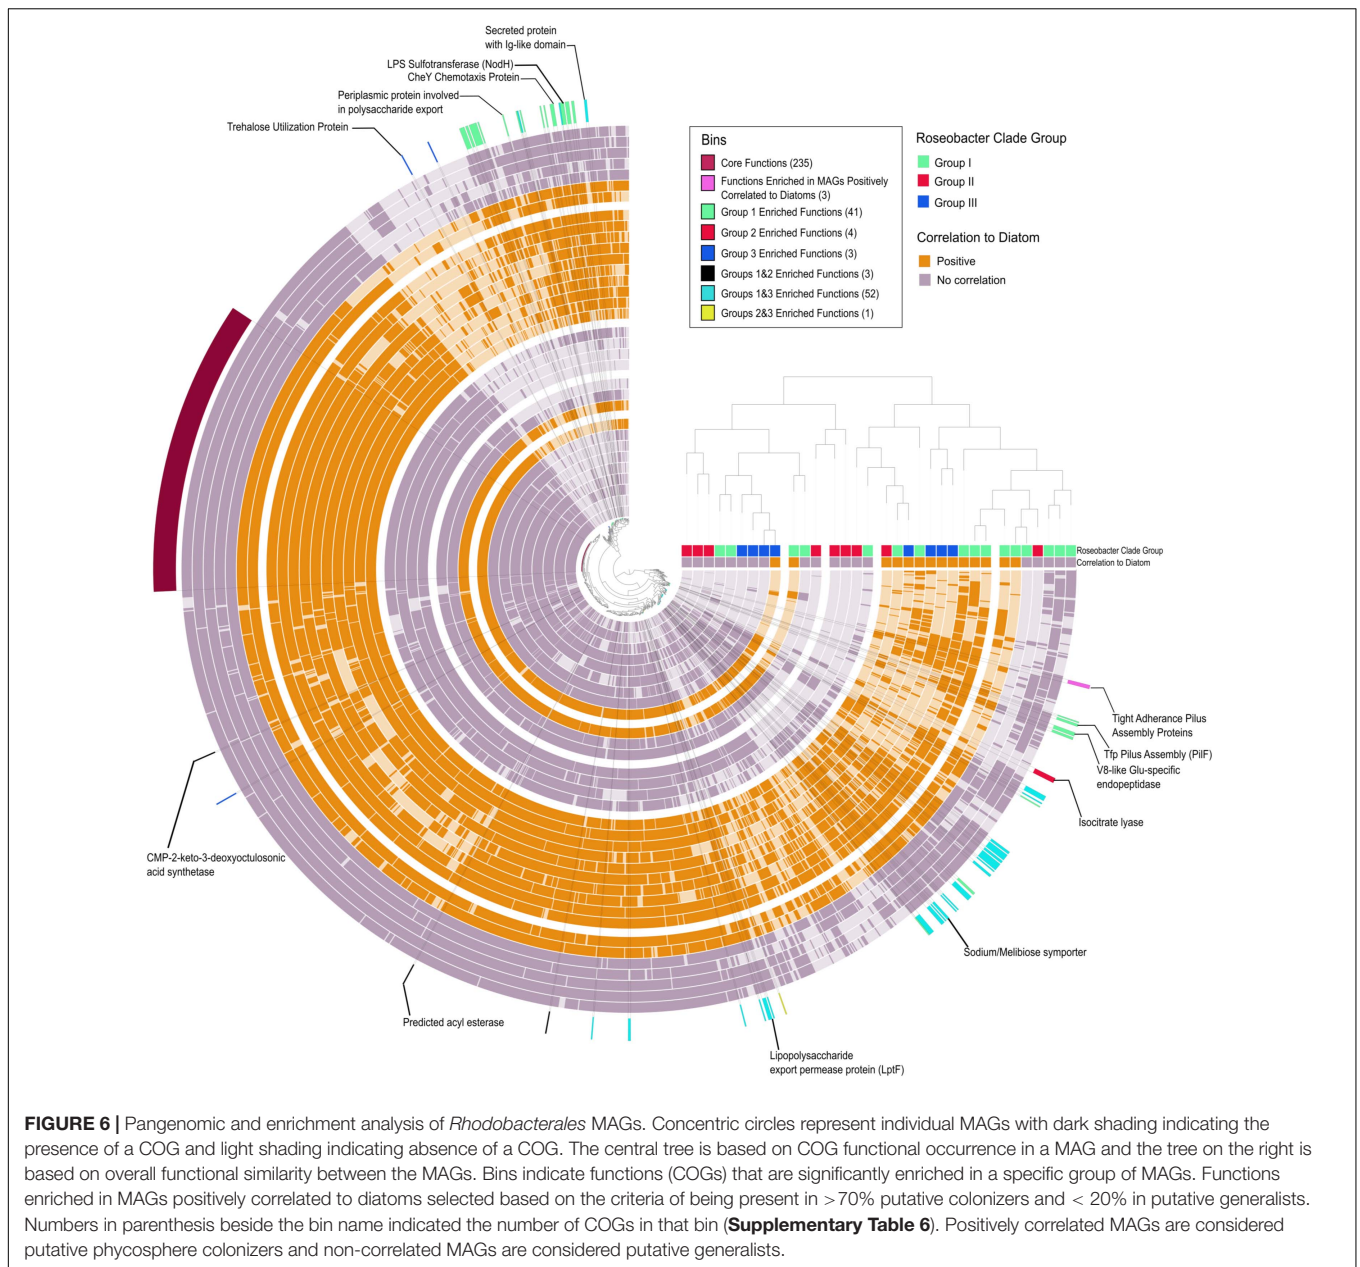 Secreted protein
with Ig-like domain
LPS Sulfotransferase (NodH)
CheY Chemotaxis Protein
Periplasmic protein involved
in polysaccharide export
Trehalose Utilization Protein
Bins
Core Functions (235)
Functions Enriched in MAGs Positively
Correlated to Diatoms (3)
Group 1 Enriched Functions (41)
Group 2 Enriched Functions (4)
Group 3 Enriched Functions (3)
Groups 1&2 Enriched Functions (3)
Groups 1&3 Enriched Functions (52)
Groups 2&3 Enriched Functions (1)
Roseobacter Clade Group
Group I
Group II
Group III
Correlation to Diatom
Positive
No correlation
Roseobacter Clade Group
Correlation to Diatom
Tight Adherance Pilus
Assembly Proteins
Tfp Pilus Assembly (PilF)
V8-like Glu-specific
endopeptidase
Isocitrate lyase
Sodium/Melibiose symporter
Lipopolysaccharide
export permease protein (LptF)
Predicted acyl esterase
CMP-2-keto-3-deoxyoctulosonic
acid synthetase
FIGURE 6 | Pangenomic and enrichment analysis of Rhodobacterales MAGs. Concentric circles represent individual MAGs with dark shading indicating the
presence of a COG and light shading indicating absence of a COG. The central tree is based on COG functional occurrence in a MAG and the tree on the right is
based on overall functional similarity between the MAGs. Bins indicate functions (COGs) that are significantly enriched in a specific group of MAGs. Functions
enriched in MAGs positively correlated to diatoms selected based on the criteria of being present in >70% putative colonizers and < 20% in putative generalists.
Numbers in parenthesis beside the bin name indicated the number of COGs in that bin (Supplementary Table 6). Positively correlated MAGs are considered
putative phycosphere colonizers and non-correlated MAGs are considered putative generalists.